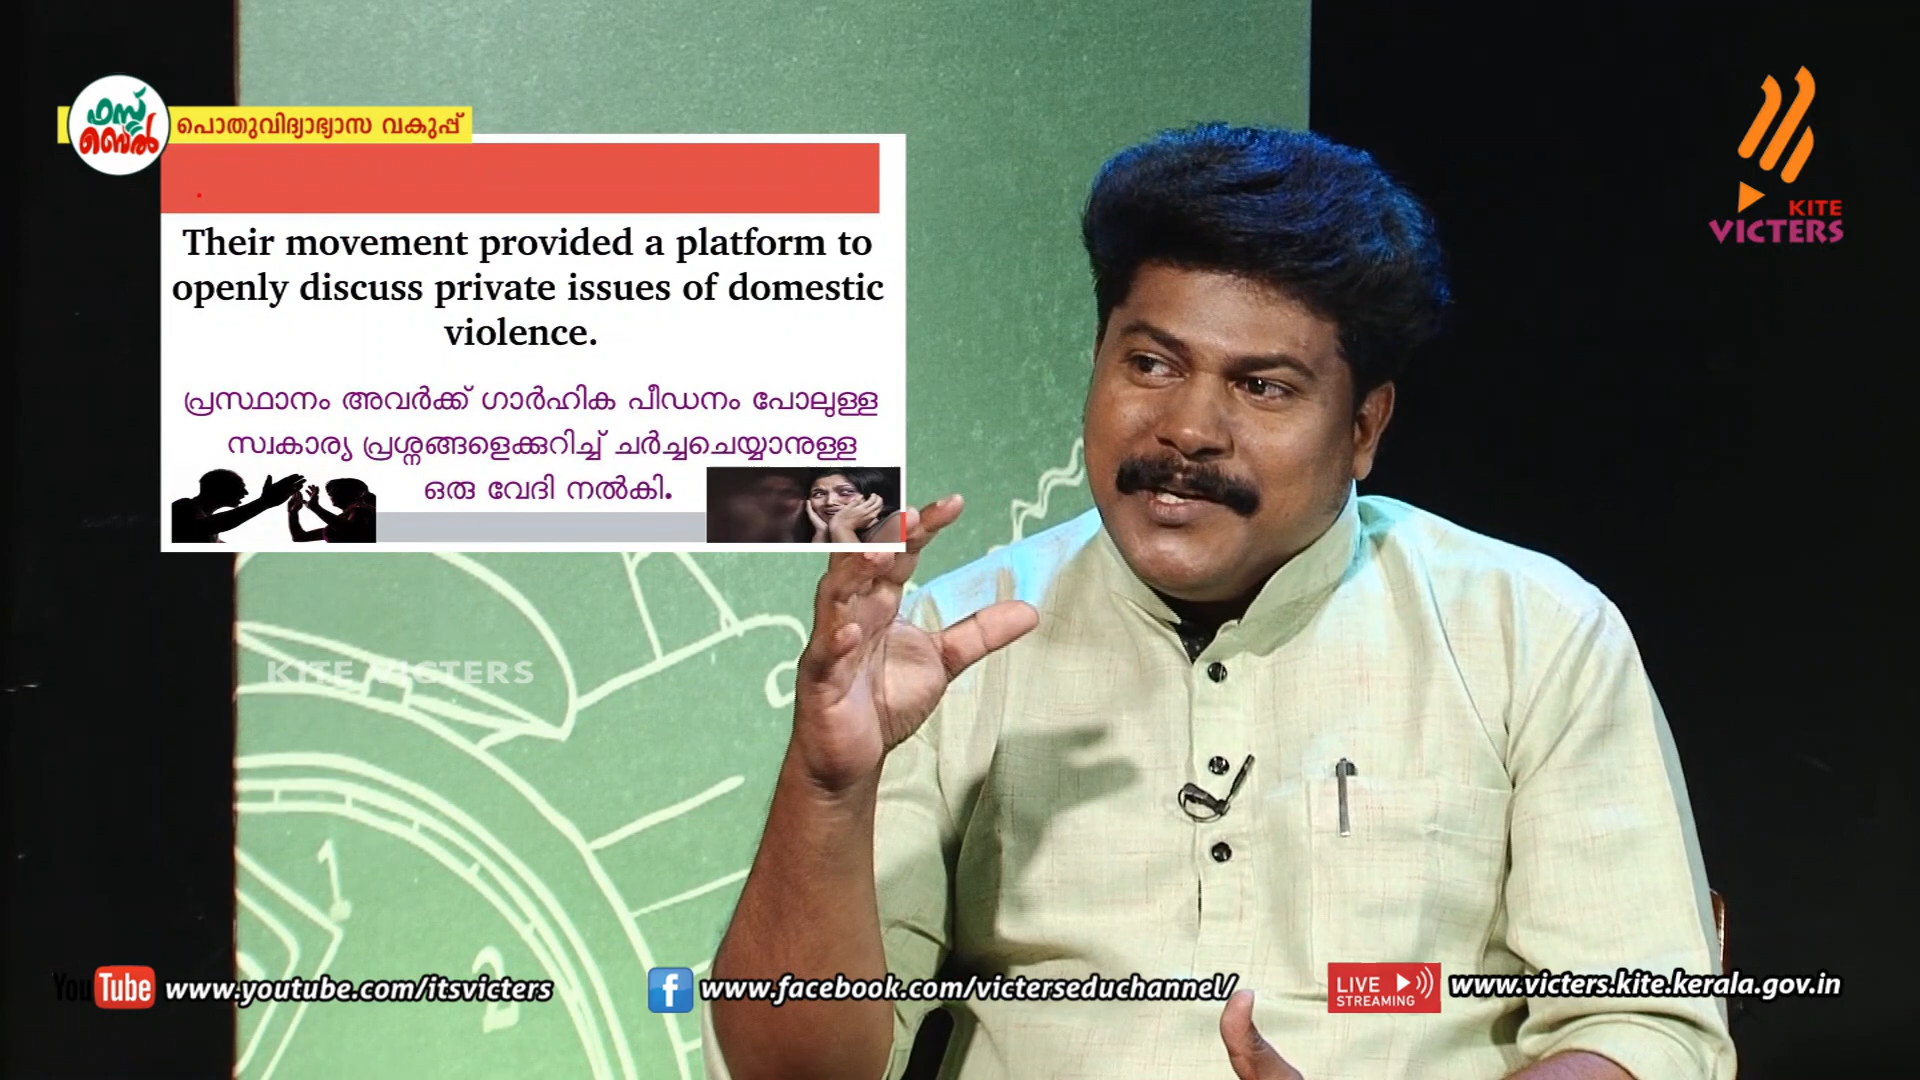 ഫസ്റ്റ്
ബെൽ
പൊതുവിദ്യാഭ്യാസ വകുപ്പ്
KITE
VICTERS
Their movement provided a platform to
openly discuss private issues of domestic
violence.
പ്രസ്ഥാനം അവർക്ക് ഗാർഹിക പീഡനം പോലുള്ള
സ്വകാര്യ പ്രശ്നങ്ങളെക്കുറിച്ച് ചർച്ചചെയ്യാനുള്ള
ഒരു വേദി നൽകി.
KITE VICTERS
1
2
YouTube www.youtube.com/itsvicters
f www.facebook.com/victerseduchannel/
LIVE
STREAMING
www.victers.kite.kerala.gov.in